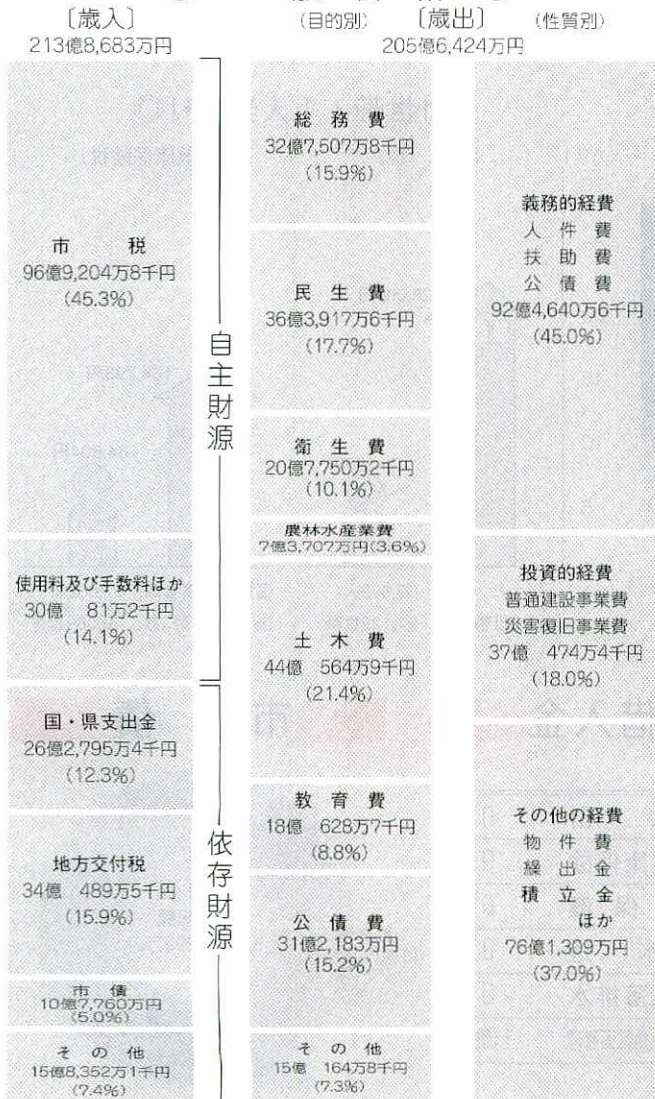 〔歳入〕
213億8,683万円
(目的別) 〔歳出〕 (性質別)
205億6,424万円
市税
96億9,204万8千円
(45.3%)
使用料及び手数料ほか
30億 81万2千円
(14.1%)
自主財源
国・県支出金
26億2,795万4千円
(12.3%)
地方交付税
34億 489万5千円
(15.9%)
市債
10億7,760万円
(5.0%)
その他
15億8,352万1千円
(7.4%)
依存財源
総務費
32億7,507万8千円
(15.9%)
民生費
36億3,917万6千円
(17.7%)
衛生費
20億7,750万2千円
(10.1%)
農林水産業費
7億3,707万円(3.6%)
土木費
44億 564万9千円
(21.4%)
教育費
18億 628万7千円
(8.8%)
公債費
31億2,183万円
(15.2%)
その他
15億 164万8千円
(7.3%)
義務的経費
人件費
扶助費
公債費
92億4,640万6千円
(45.0%)
投資的経費
普通建設事業費
災害復旧事業費
37億 474万4千円
(18.0%)
その他の経費
物件費
繰出金
積立金
ほか
76億1,309万円
(37.0%)